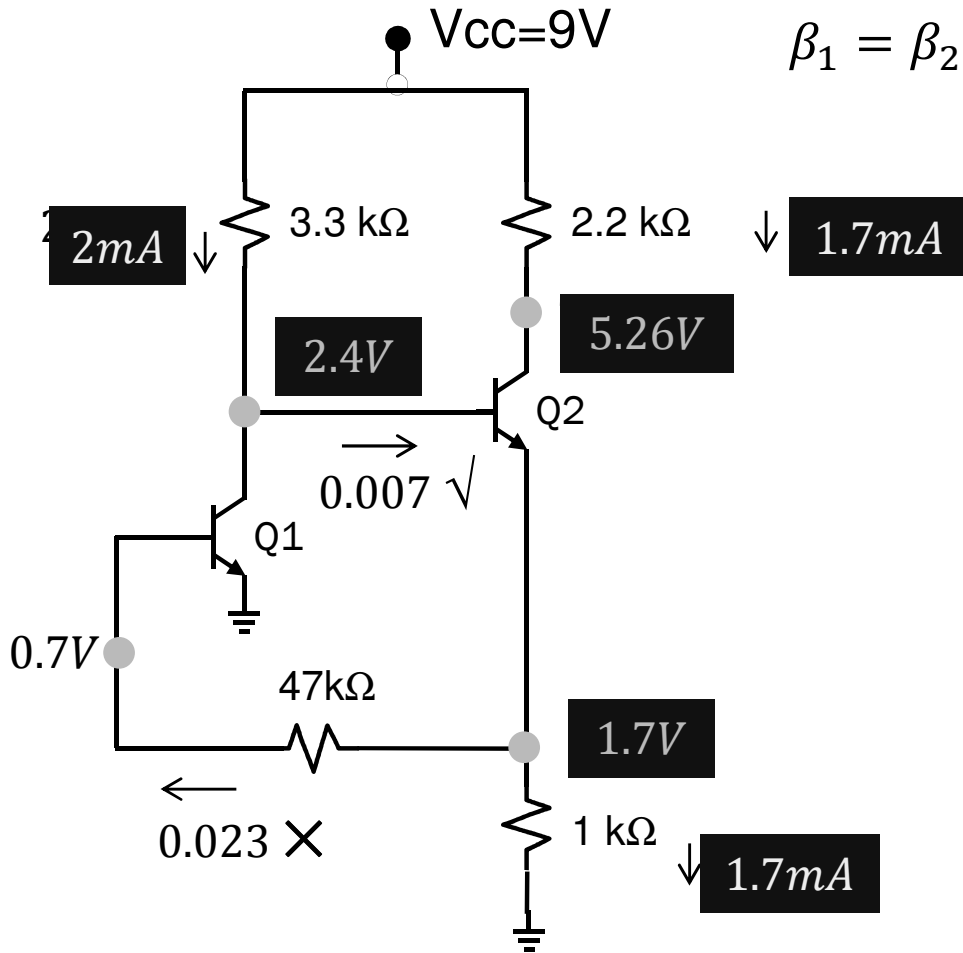 Vcc=9V
β₁ = β₂
2mA
3.3 kΩ
2.2 kΩ
1.7mA
2.4V
5.26V
Q2
0.007 √
Q1
0.7V
47kΩ
1.7V
0.023 ×
1 kΩ
1.7mA